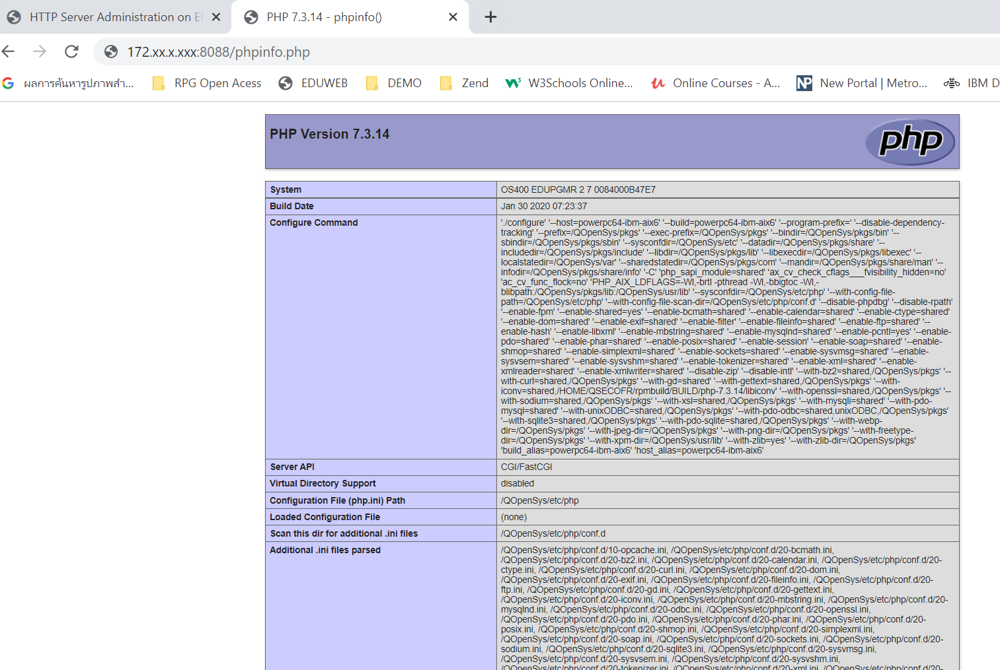 HTTP Server Administration on E
PHP 7.3.14 - phpinfo()
172.xx.x.xxx:8088/phpinfo.php
ผลการค้นหารูปภาพสำ...
RPG Open Acess
EDUWEB
DEMO
Zend
W3Schools Online...
Online Courses - A...
New Portal | Metro...
IBM D
PHP Version 7.3.14
php
System
OS400 EDUPGMR 2 7 0084000B47E7
Build Date
Jan 30 2020 07:23:37
Configure Command
'./configure' '--host=powerpc64-ibm-aix6' '--build=powerpc64-ibm-aix6' '--program-prefix=' '--disable-dependency-
tracking' '--prefix=/QOpenSys/pkgs' '--exec-prefix=/QOpenSys/pkgs' '--bindir=/QOpenSys/pkgs/bin' '--
sbindir=/QOpenSys/pkgs/sbin' '--sysconfdir=/QOpenSys/etc' '--datadir=/QOpenSys/pkgs/share' '--
includedir=/QOpenSys/pkgs/include' '--libdir=/QOpenSys/pkgs/lib' '--libexecdir=/QOpenSys/pkgs/libexec' '--
localstatedir=/QOpenSys/var' '--sharedstatedir=/QOpenSys/pkgs/com' '--mandir=/QOpenSys/pkgs/share/man' '--
infodir=/QOpenSys/pkgs/share/info' '-C' 'php_sapi_module=shared' 'ax_cv_check_cflags___fvisibility_hidden=no'
'ac_cv_func_flock=no' 'PHP_AIX_LDFLAGS=-Wl,-brtl -pthread -Wl,-bbigtoc -Wl,-
blibpath:/QOpenSys/pkgs/lib:/QOpenSys/usr/lib' '--sysconfdir=/QOpenSys/etc/php' '--with-config-file-
path=/QOpenSys/etc/php' '--with-config-file-scan-dir=/QOpenSys/etc/php/conf.d' '--disable-phpdbg' '--disable-rpath'
'--enable-fpm' '--enable-shared=yes' '--enable-bcmath=shared' '--enable-calendar=shared' '--enable-ctype=shared'
'--enable-dom=shared' '--enable-exif=shared' '--enable-filter' '--enable-fileinfo=shared' '--enable-ftp=shared' '--
enable-hash' '--enable-libxml' '--enable-mbstring=shared' '--enable-mysqlnd=shared' '--enable-pcntl=yes' '--enable-
pdo=shared' '--enable-phar=shared' '--enable-posix=shared' '--enable-session' '--enable-soap=shared' '--enable-
shmop=shared' '--enable-simplexml=shared' '--enable-sockets=shared' '--enable-sysvmsg=shared' '--enable-
sysvsem=shared' '--enable-sysvshm=shared' '--enable-tokenizer=shared' '--enable-xml=shared' '--enable-
xmlreader=shared' '--enable-xmlwriter=shared' '--disable-zip' '--disable-intl' '--with-bz2=shared,/QOpenSys/pkgs' '--
with-curl=shared,/QOpenSys/pkgs' '--with-gd=shared' '--with-gettext=shared,/QOpenSys/pkgs' '--with-
iconv=shared,/HOME/QSECOFR/rpmbuild/BUILD/php-7.3.14/libiconv' '--with-openssl=shared,/QOpenSys/pkgs' '--
with-sodium=shared,/QOpenSys/pkgs' '--with-xsl=shared,/QOpenSys/pkgs' '--with-mysqli=shared' '--with-pdo-
mysql=shared' '--with-unixODBC=shared,/QOpenSys/pkgs' '--with-pdo-odbc=shared,unixODBC,/QOpenSys/pkgs'
'--with-sqlite3=shared,/QOpenSys/pkgs' '--with-pdo-sqlite=shared,/QOpenSys/pkgs' '--with-webp-
dir=/QOpenSys/pkgs' '--with-jpeg-dir=/QOpenSys/pkgs' '--with-png-dir=/QOpenSys/pkgs' '--with-freetype-
dir=/QOpenSys/pkgs' '--with-xpm-dir=/QOpenSys/usr/lib' '--with-zlib=yes' '--with-zlib-dir=/QOpenSys/pkgs'
'build_alias=powerpc64-ibm-aix6' 'host_alias=powerpc64-ibm-aix6'
Server API
CGI/FastCGI
Virtual Directory Support
disabled
Configuration File (php.ini) Path
/QOpenSys/etc/php
Loaded Configuration File
(none)
Scan this dir for additional .ini files
/QOpenSys/etc/php/conf.d
Additional .ini files parsed
/QOpenSys/etc/php/conf.d/10-opcache.ini, /QOpenSys/etc/php/conf.d/20-bcmath.ini,
/QOpenSys/etc/php/conf.d/20-bz2.ini, /QOpenSys/etc/php/conf.d/20-calendar.ini, /QOpenSys/etc/php/conf.d/20-
ctype.ini, /QOpenSys/etc/php/conf.d/20-curl.ini, /QOpenSys/etc/php/conf.d/20-dom.ini,
/QOpenSys/etc/php/conf.d/20-exif.ini, /QOpenSys/etc/php/conf.d/20-fileinfo.ini, /QOpenSys/etc/php/conf.d/20-
ftp.ini, /QOpenSys/etc/php/conf.d/20-gd.ini, /QOpenSys/etc/php/conf.d/20-gettext.ini,
/QOpenSys/etc/php/conf.d/20-iconv.ini, /QOpenSys/etc/php/conf.d/20-mbstring.ini, /QOpenSys/etc/php/conf.d/20-
mysqlnd.ini, /QOpenSys/etc/php/conf.d/20-odbc.ini, /QOpenSys/etc/php/conf.d/20-openssl.ini,
/QOpenSys/etc/php/conf.d/20-pdo.ini, /QOpenSys/etc/php/conf.d/20-phar.ini, /QOpenSys/etc/php/conf.d/20-
posix.ini, /QOpenSys/etc/php/conf.d/20-shmop.ini, /QOpenSys/etc/php/conf.d/20-simplexml.ini,
/QOpenSys/etc/php/conf.d/20-soap.ini, /QOpenSys/etc/php/conf.d/20-sockets.ini, /QOpenSys/etc/php/conf.d/20-
sodium.ini, /QOpenSys/etc/php/conf.d/20-sqlite3.ini, /QOpenSys/etc/php/conf.d/20-sysvmsg.ini,
/QOpenSys/etc/php/conf.d/20-sysvsem.ini, /QOpenSys/etc/php/conf.d/20-sysvshm.ini,
/QOpenSys/etc/php/conf.d/20-tokenizer.ini, /QOpenSys/etc/php/conf.d/20-xml.ini, /QOpenSys/etc/php/conf.d/20-